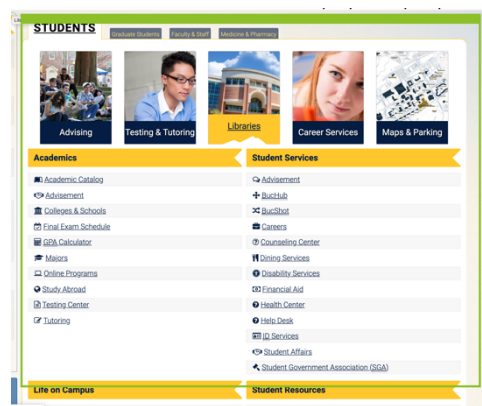 STUDENTS
Graduate Students
Faculty & Staff
Medicine & Pharmacy
Advising
Testing & Tutoring
Libraries
Career Services
Maps & Parking
Academics
Academic Catalog
Advisement
Colleges & Schools
Final Exam Schedule
GPA Calculator
Majors
Online Programs
Study Abroad
Testing Center
Tutoring
Student Services
Advisement
BucHub
BucShot
Careers
Counseling Center
Dining Services
Disability Services
Financial Aid
Health Center
Help Desk
ID Services
Student Affairs
Student Government Association (SGA)
Life on Campus
Student Resources